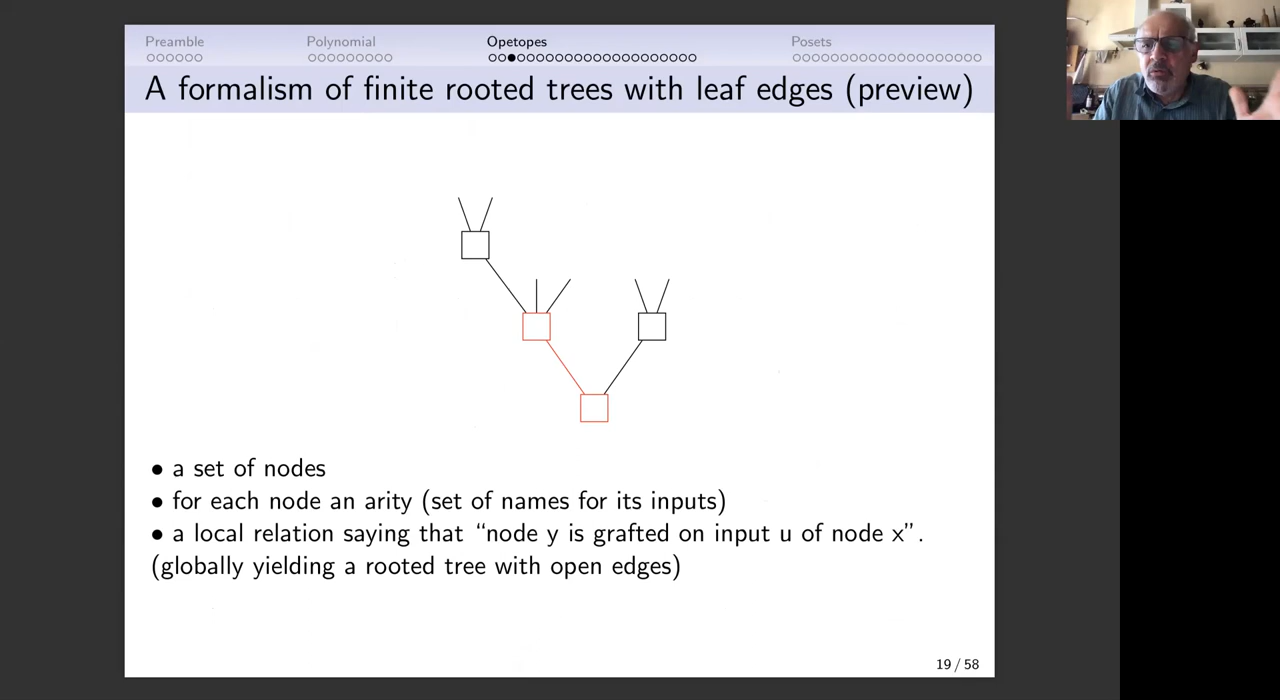 Preamble Polynomial Opetopes Posets
A formalism of finite rooted trees with leaf edges (preview)
• a set of nodes
• for each node an arity (set of names for its inputs)
• a local relation saying that “node y is grafted on input u of node x”.
(globally yielding a rooted tree with open edges)
19 / 58